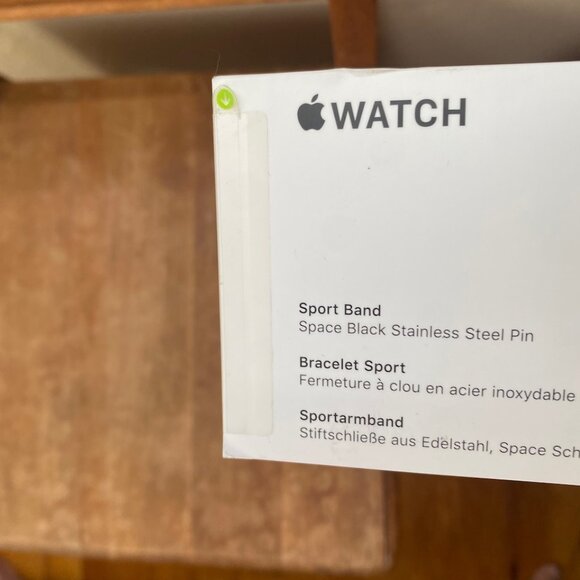 WATCH
Sport Band
Space Black Stainless Steel Pin
Bracelet Sport
Fermeture à clou en acier inoxydable
Sportarmband
Stiftschließe aus Edelstahl, Space Sch